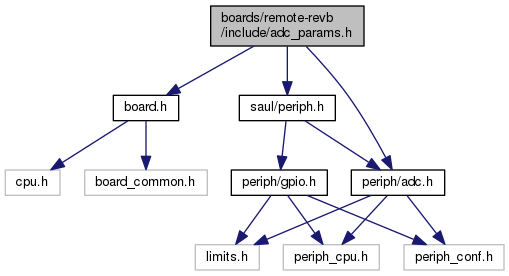 boards/remote-revb
/include/adc_params.h
board.h
saul/periph.h
cpu.h
board_common.h
periph/gpio.h
periph/adc.h
limits.h
periph_cpu.h
periph_conf.h